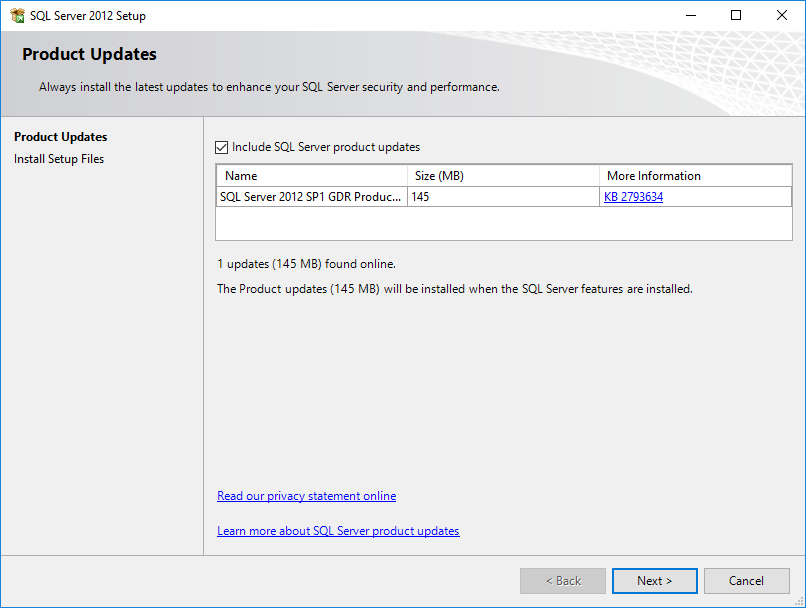 SQL Server 2012 Setup
Product Updates
Always install the latest updates to enhance your SQL Server security and performance.
Product Updates
Install Setup Files
Include SQL Server product updates
Name Size (MB) More Information
SQL Server 2012 SP1 GDR Produc... 145 KB 2793634
1 updates (145 MB) found online.
The Product updates (145 MB) will be installed when the SQL Server features are installed.
Read our privacy statement online
Learn more about SQL Server product updates
< Back Next > Cancel